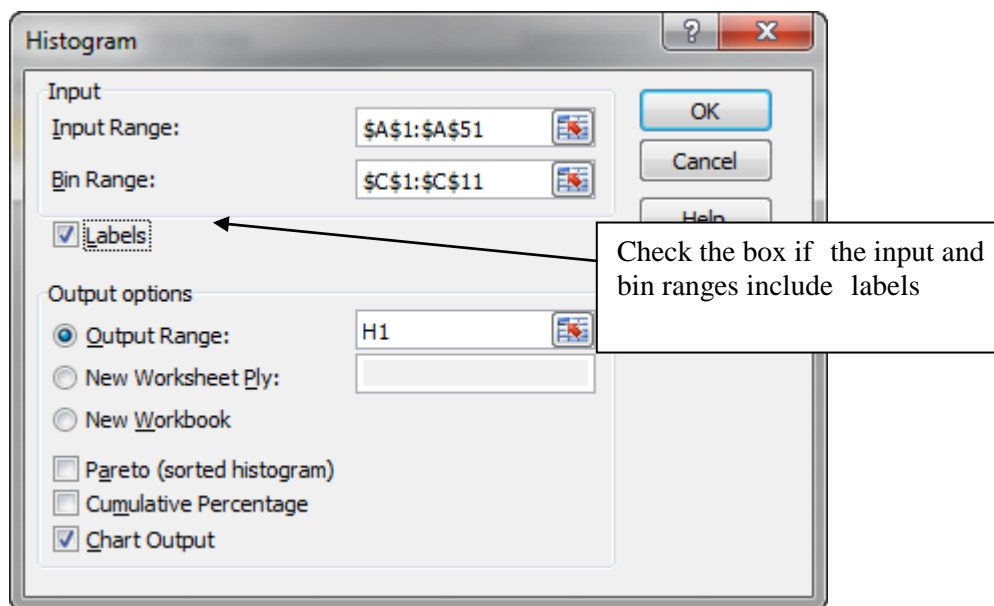 Histogram
Input
Input Range:
$A$1:$A$51
OK
Bin Range:
$C$1:$C$11
Cancel
Help
Labels
Check the box if the input and
bin ranges include labels
Output options
Output Range:
H1
New Worksheet Ply:
New Workbook
Pareto (sorted histogram)
Cumulative Percentage
Chart Output